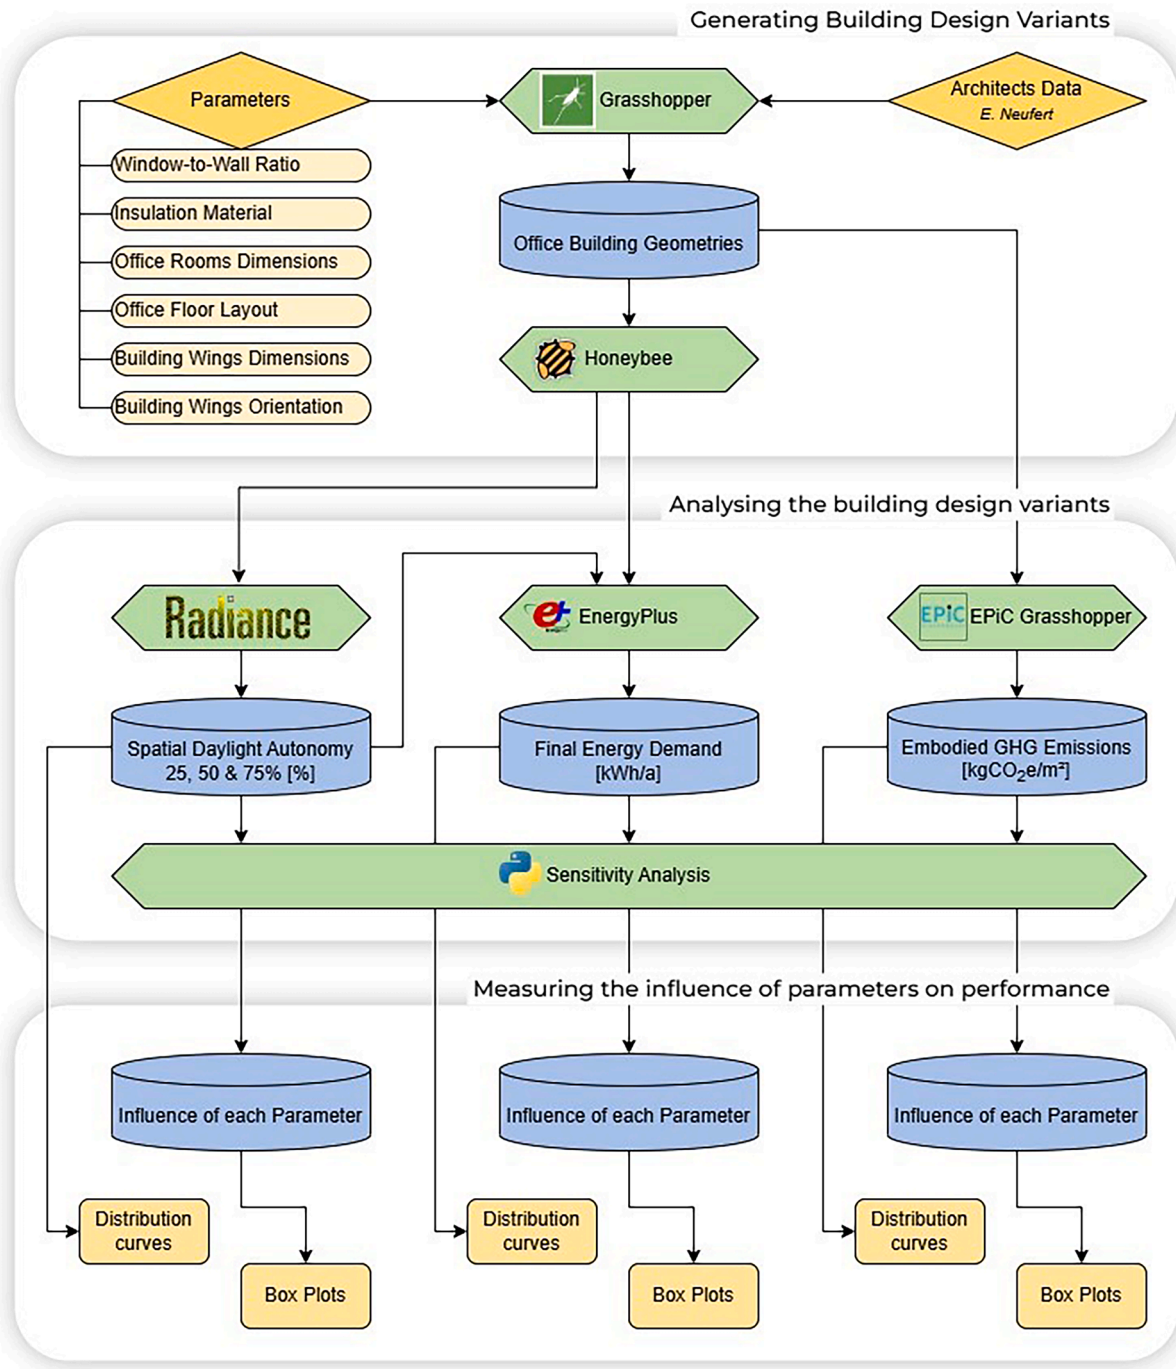 Generating Building Design Variants
Parameters
Grasshopper
Architects Data
E. Neufert
Window-to-Wall Ratio
Insulation Material
Office Rooms Dimensions
Office Floor Layout
Building Wings Dimensions
Building Wings Orientation
Office Building Geometries
Honeybee
Analysing the building design variants
Radiance
e+
EnergyPlus
EPiC
EPiC Grasshopper
Spatial Daylight Autonomy
25, 50 & 75% [%]
Final Energy Demand
[kWh/a]
Embodied GHG Emissions
[kgCO₂e/m²]
Sensitivity Analysis
Measuring the influence of parameters on performance
Influence of each Parameter
Influence of each Parameter
Influence of each Parameter
Distribution
curves
Box Plots
Distribution
curves
Box Plots
Distribution
curves
Box Plots